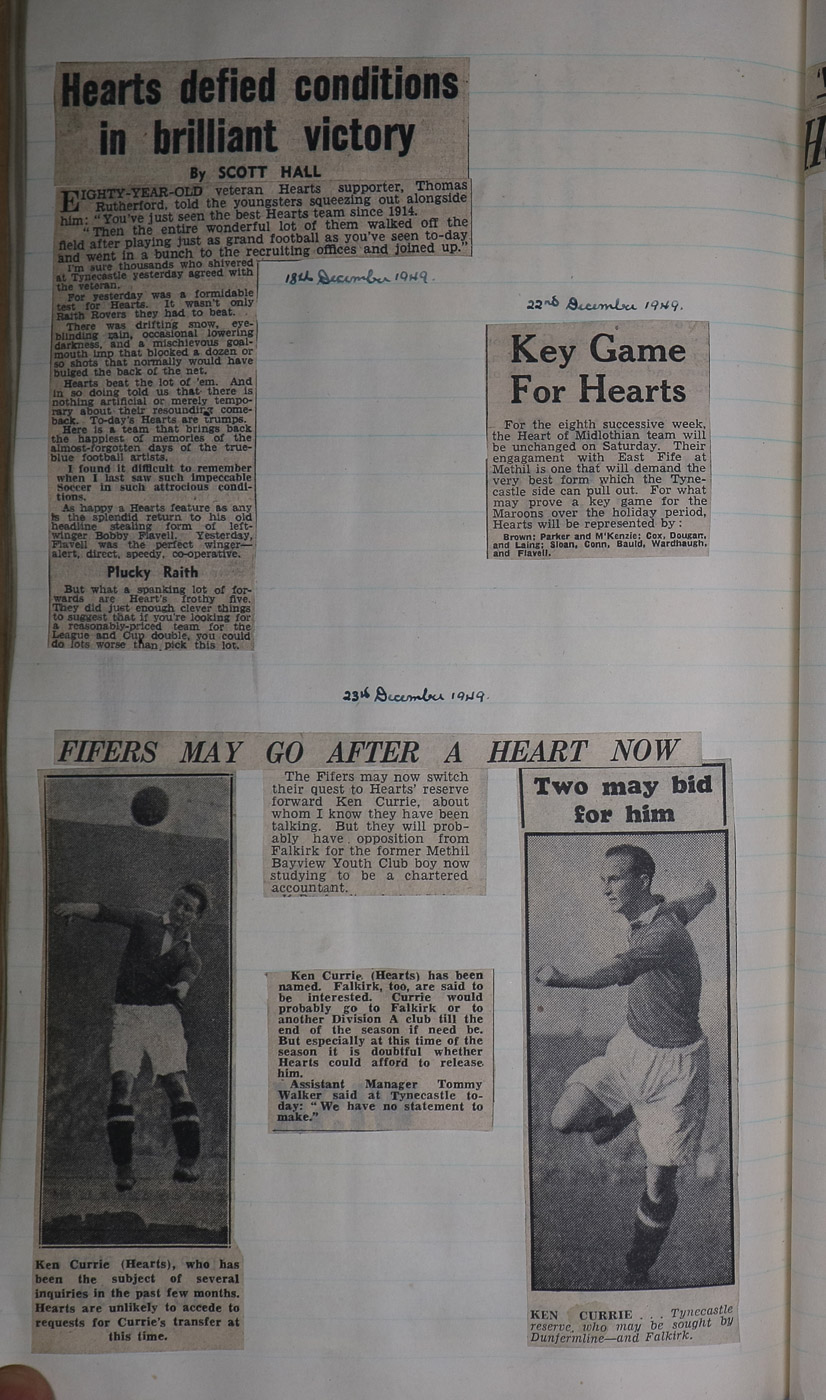 Hearts defied conditions
in brilliant victory
By SCOTT HALL
EIGHTY-YEAR-OLD veteran Hearts supporter, Thomas
Rutherford, told the youngsters squeezing out alongside
him: "You've just seen the best Hearts team since 1914.
"Then the entire wonderful lot of them walked off the
field after playing just as grand football as you've seen to-day
and went in a bunch to the recruiting offices and joined up."
I'm sure thousands who shivered
at Tynecastle yesterday agreed with
the veteran.
For yesterday was a formidable
test for Hearts. It wasn't only
Raith Rovers they had to beat.
There was drifting snow, eye-
blinding rain, occasional lowering
darkness, and a mischievous goal-
mouth imp that blocked a dozen or
so shots that normally would have
bulged the back of the net.
Hearts beat the lot of 'em. And
in so doing told us that there is
nothing artificial or merely tempo-
rary about their resounding come-
back. To-day's Hearts are trumps.
Here is a team that brings back
the happiest of memories of the
almost-forgotten days of the true-
blue football artists.
I found it difficult to remember
when I last saw such impeccable
Soccer in such attrocious condi-
tions.
As happy a Hearts feature as any
is the splendid return to his old
headline stealing form of left-
winger Bobby Flavell. Yesterday,
Flavell was the perfect winger—
alert, direct, speedy, co-operative.
Plucky Raith
But what a spanking lot of for-
wards are Heart's frothy five.
They did just enough clever things
to suggest that if you're looking for
a reasonably-priced team for the
League and Cup double, you could
do lots worse than pick this lot.
18th December 1949.
22nd December 1949.
Key Game
For Hearts
For the eighth successive week,
the Heart of Midlothian team will
be unchanged on Saturday. Their
engagament with East Fife at
Methil is one that will demand the
very best form which the Tyne-
castle side can pull out. For what
may prove a key game for the
Maroons over the holiday period,
Hearts will be represented by:
Brown; Parker and M'Kenzie; Cox, Dougan,
and Laing; Sloan, Conn, Bauld, Wardhaugh,
and Flavell.
23rd December 1949.
FIFERS MAY GO AFTER A HEART NOW
The Fifers may now switch
their quest to Hearts' reserve
forward Ken Currie, about
whom I know they have been
talking. But they will prob-
ably have opposition from
Falkirk for the former Methil
Bayview Youth Club boy now
studying to be a chartered
accountant.
Ken Currie (Hearts) has been
named. Falkirk, too, are said to
be interested. Currie would
probably go to Falkirk or to
another Division A club till the
end of the season if need be.
But especially at this time of the
season it is doubtful whether
Hearts could afford to release
him.
Assistant Manager Tommy
Walker said at Tynecastle to-
day: "We have no statement to
make."
Two may bid
for him
Ken Currie (Hearts), who has
been the subject of several
inquiries in the past few months.
Hearts are unlikely to accede to
requests for Currie's transfer at
this time.
KEN CURRIE . . . Tynecastle
reserve, who may be sought by
Dunfermline—and Falkirk.